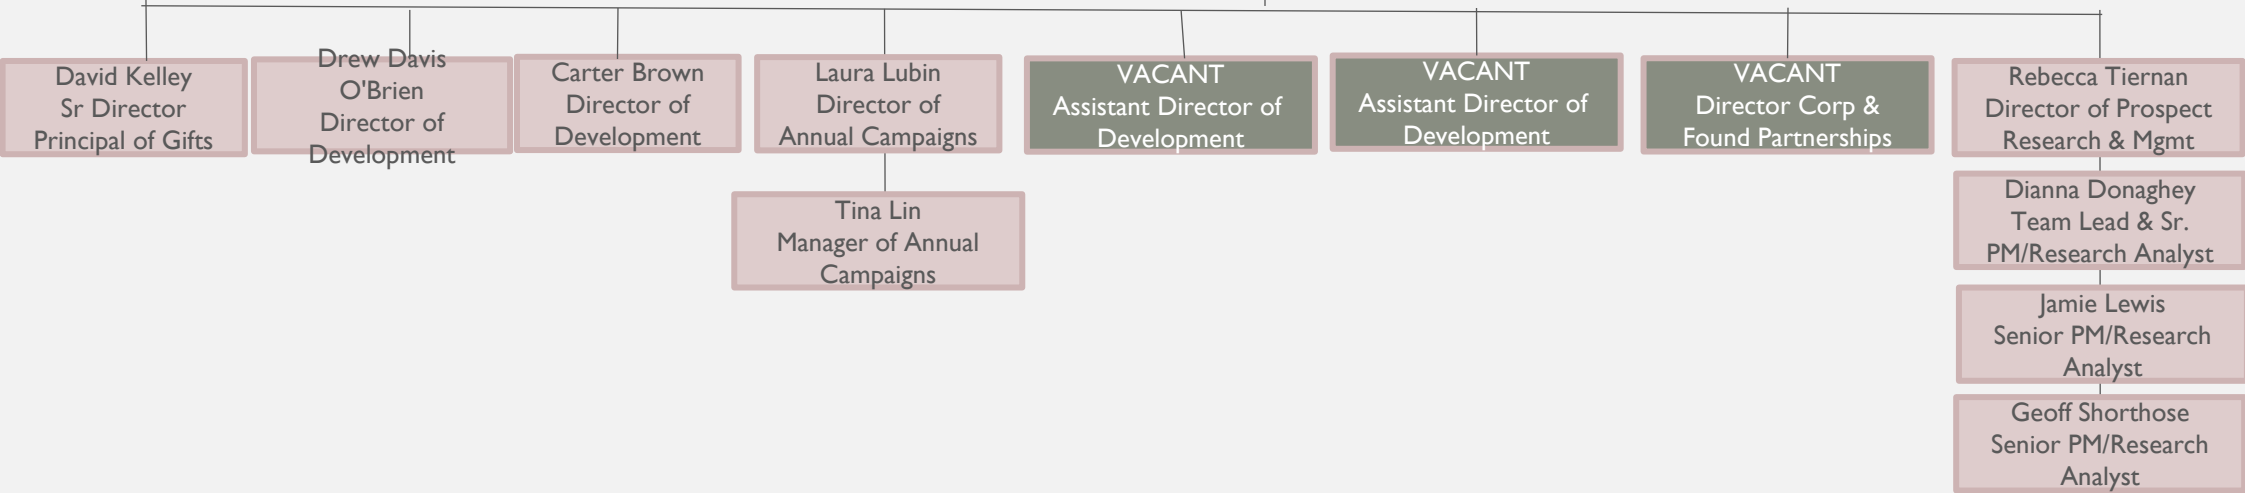 David Kelley
Sr Director
Principal of Gifts
Drew Davis
O'Brien
Director of
Development
Carter Brown
Director of
Development
Laura Lubin
Director of
Annual Campaigns
VACANT
Assistant Director of
Development
VACANT
Assistant Director of
Development
VACANT
Director Corp &
Found Partnerships
Rebecca Tiernan
Director of Prospect
Research & Mgmt
Tina Lin
Manager of Annual
Campaigns
Dianna Donaghey
Team Lead & Sr.
PM/Research Analyst
Jamie Lewis
Senior PM/Research
Analyst
Geoff Shorthose
Senior PM/Research
Analyst